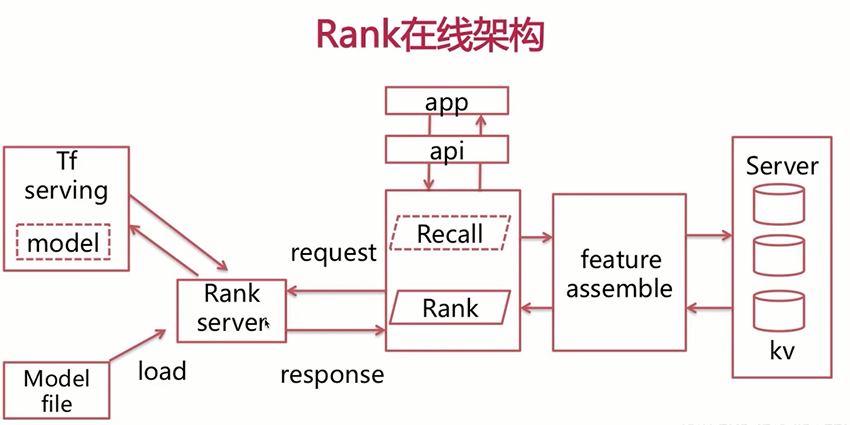 Rank在线架构
app
api
Tf
serving
model
Recall
Rank
request
response
Rank
server
load
Model
file
feature
assemble
Server
kv